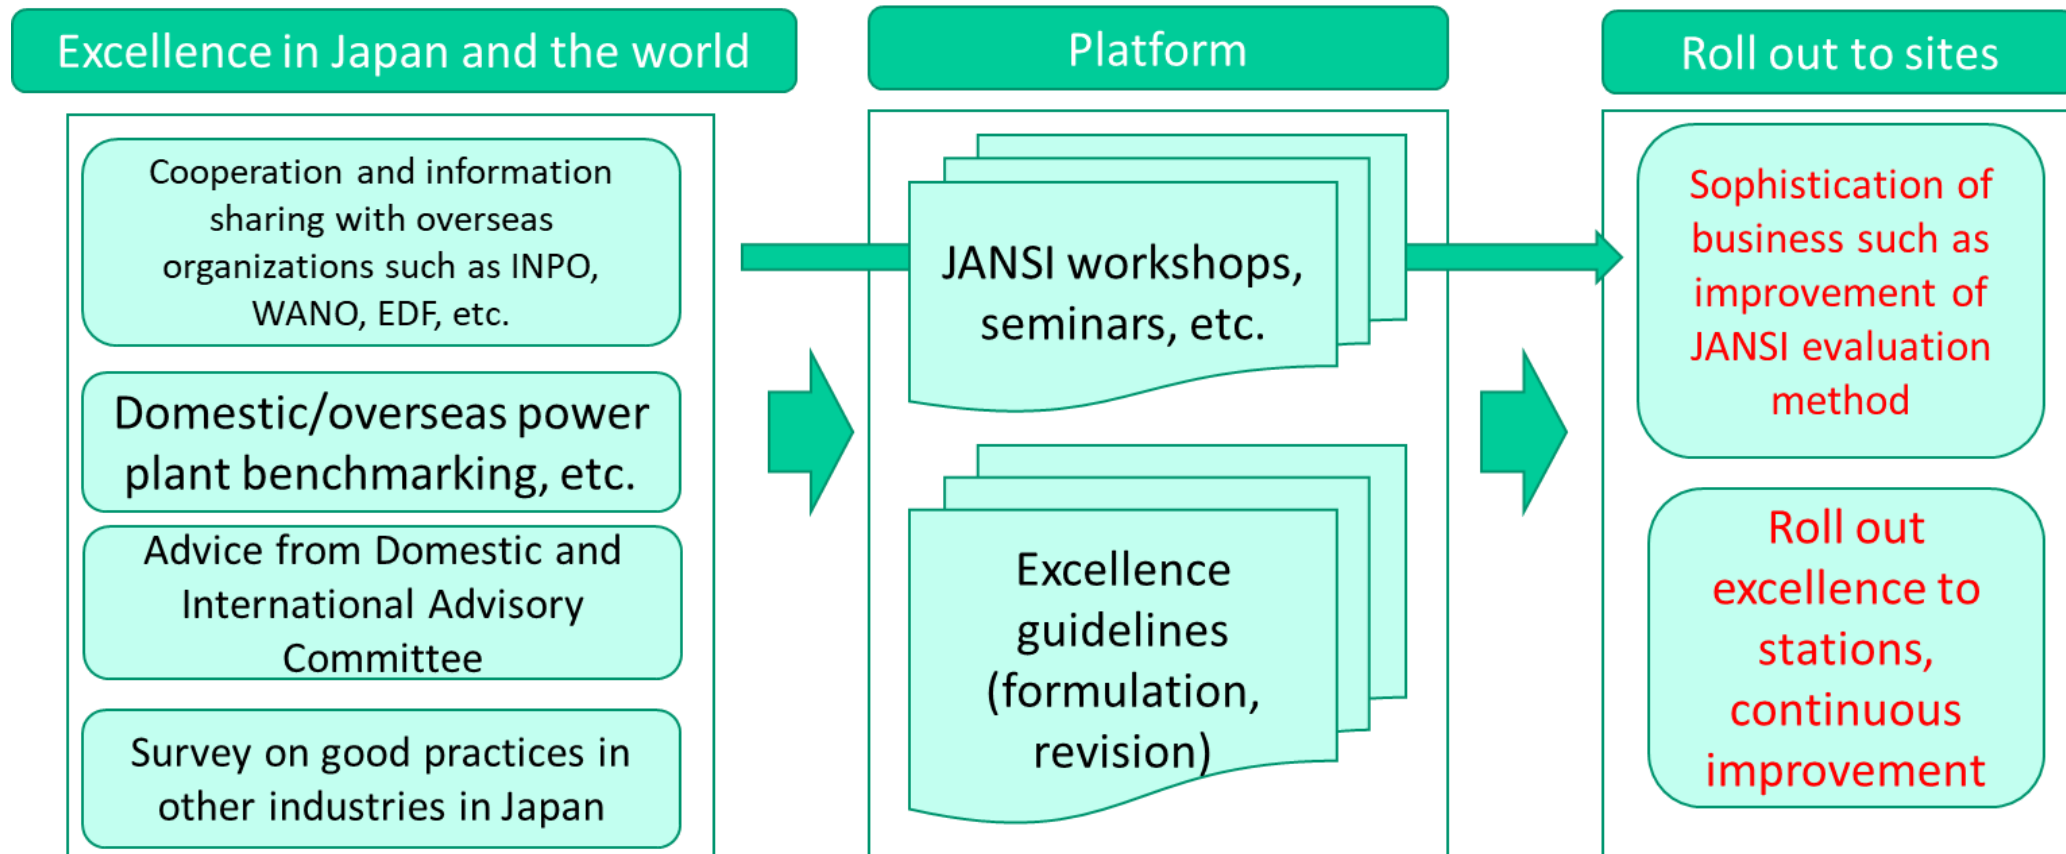 Excellence in Japan and the world
Cooperation and information
sharing with overseas
organizations such as INPO,
WANO, EDF, etc.
Domestic/overseas power
plant benchmarking, etc.
Advice from Domestic and
International Advisory
Committee
Survey on good practices in
other industries in Japan
Platform
JANSI workshops,
seminars, etc.
Excellence
guidelines
(formulation,
revision)
Roll out to sites
Sophistication of
business such as
improvement of
JANSI evaluation
method
Roll out
excellence to
stations,
continuous
improvement